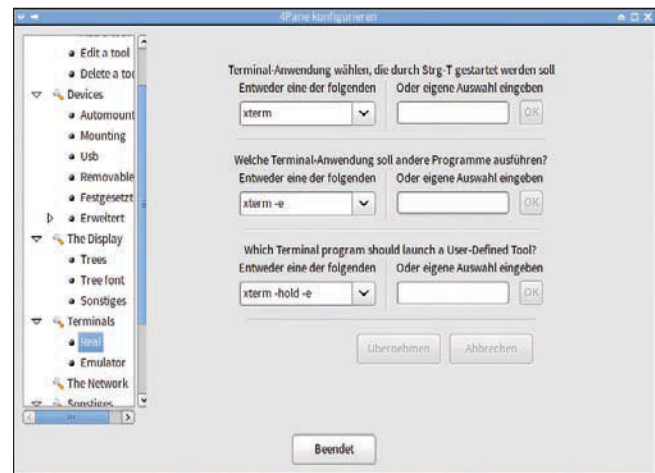 4Pane konfigurieren
Edit a tool
Delete a too
Devices
Automount
Mounting
Usb
Removable
Festgesetzt
Erweitert
The Display
Trees
Tree font
Sonstiges
Terminals
Real
Emulator
The Network
Sonstiges
Terminal-Anwendung wählen, die durch Strg-T gestartet werden soll
Entweder eine der folgenden Oder eigene Auswahl eingeben
xterm OK
Welche Terminal-Anwendung soll andere Programme ausführen?
Entweder eine der folgenden Oder eigene Auswahl eingeben
xterm -e OK
Which Terminal program should launch a User-Defined Tool?
Entweder eine der folgenden Oder eigene Auswahl eingeben
xterm -hold -e OK
Übernehmen Abbrechen
Beendet